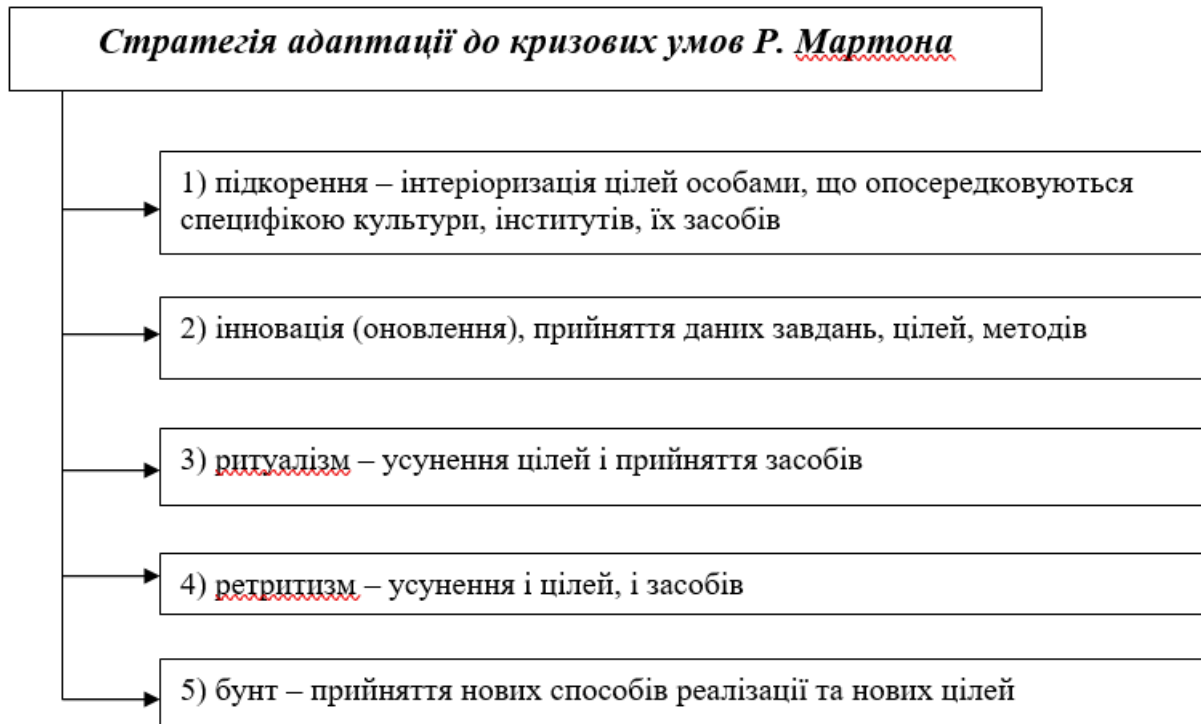 Стратегія адаптації до кризових умов Р. Мартона
1) підкорення – інтеріоризація цілей особами, що опосередковуються
специфікою культури, інститутів, їх засобів
2) інновація (оновлення), прийняття даних завдань, цілей, методів
3) ритуалізм – усунення цілей і прийняття засобів
4) ретритизм – усунення і цілей, і засобів
5) бунт – прийняття нових способів реалізації та нових цілей